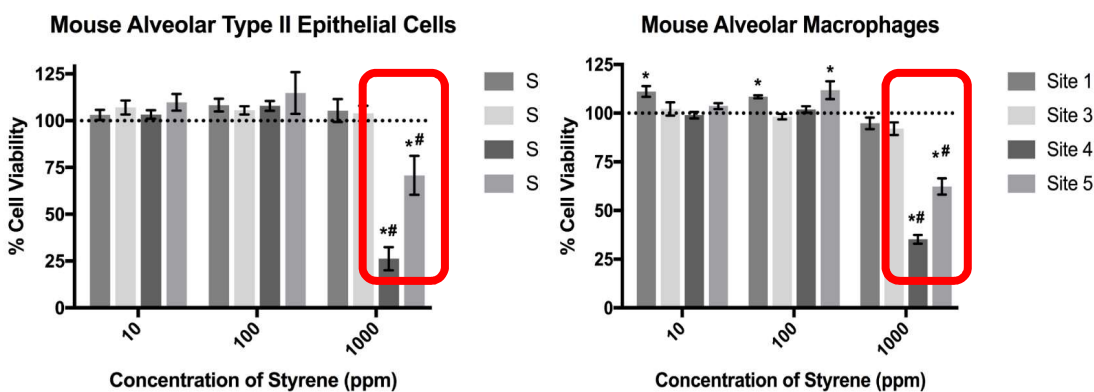 Mouse Alveolar Type II Epithelial Cells
% Cell Viability
125
100
75
50
25
0
*#
*#
10
100
1000
Concentration of Styrene (ppm)
S
S
S
S
Mouse Alveolar Macrophages
% Cell Viability
125
100
75
50
25
0
*
*
*
*#
*#
10
100
1000
Concentration of Styrene (ppm)
Site 1
Site 3
Site 4
Site 5